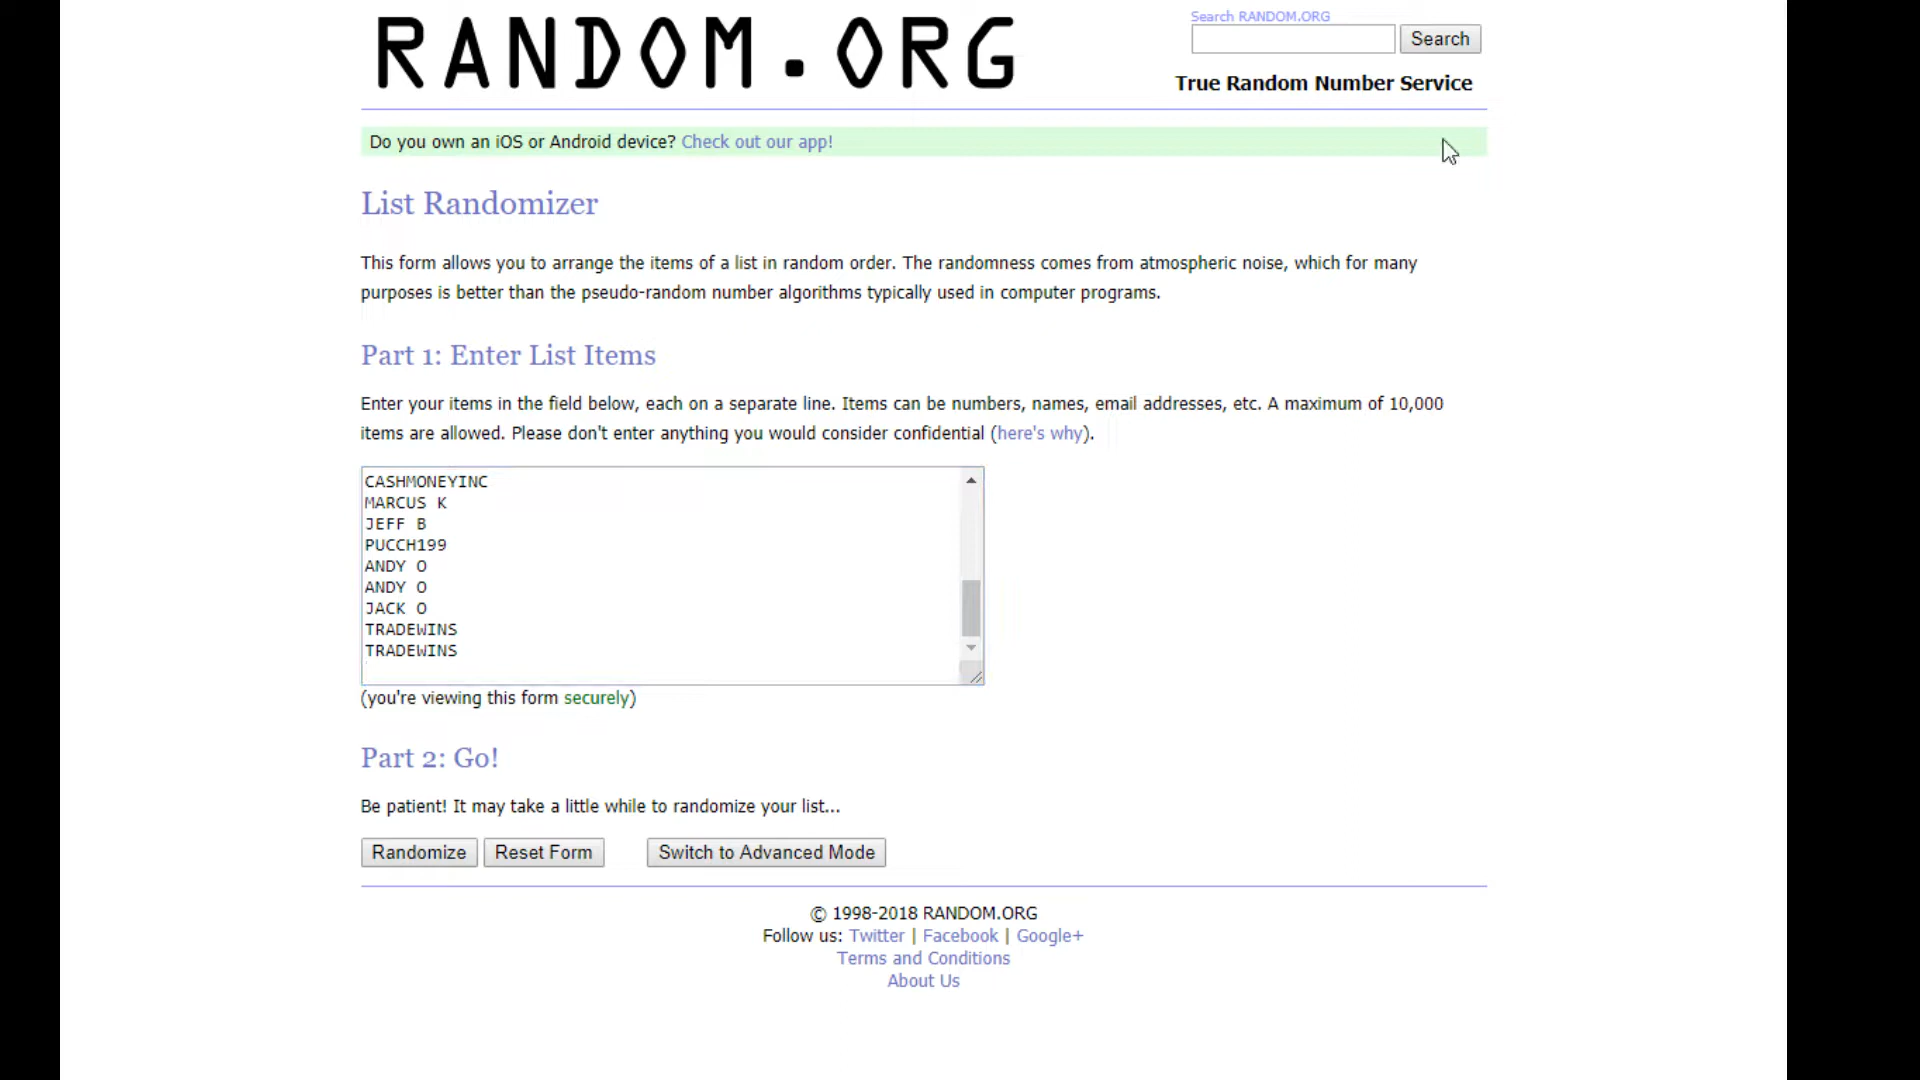 RANDOM.ORG
Search RANDOM.ORG
Search
True Random Number Service
Do you own an iOS or Android device? Check out our app!
List Randomizer
This form allows you to arrange the items of a list in random order. The randomness comes from atmospheric noise, which for many
purposes is better than the pseudo-random number algorithms typically used in computer programs.
Part 1: Enter List Items
Enter your items in the field below, each on a separate line. Items can be numbers, names, email addresses, etc. A maximum of 10,000
items are allowed. Please don't enter anything you would consider confidential (here's why).
CASHMONEYINC
MARCUS K
JEFF B
PUCCH199
ANDY O
ANDY O
JACK O
TRADEWINS
TRADEWINS
(you're viewing this form securely)
Part 2: Go!
Be patient! It may take a little while to randomize your list...
Randomize Reset Form Switch to Advanced Mode
© 1998-2018 RANDOM.ORG
Follow us: Twitter | Facebook | Google+
Terms and Conditions
About Us